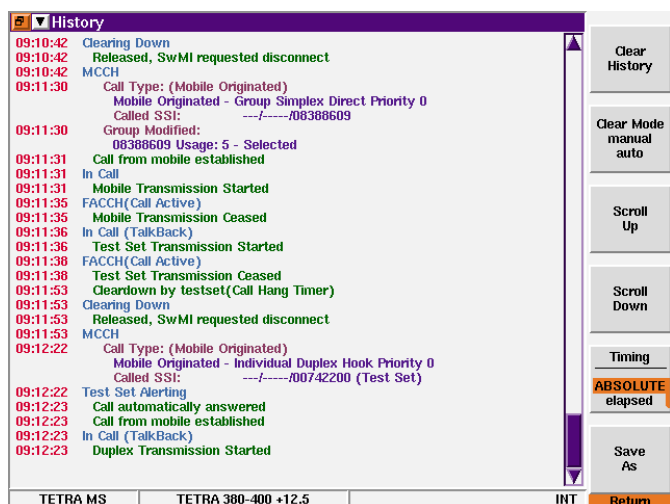 History
09:10:42 Clearing Down
Released, SwMI requested disconnect
09:10:42 MCCH
09:11:30 Call Type: (Mobile Originated)
Mobile Originated - Group Simplex Direct Priority 0
Called SSI: ---/-----/08388609
09:11:30 Group Modified:
08388609 Usage: 5 - Selected
09:11:31 Call from mobile established
09:11:31 In Call
09:11:31 Mobile Transmission Started
09:11:35 FACCH(Call Active)
09:11:35 Mobile Transmission Ceased
09:11:36 In Call (TalkBack)
09:11:36 Test Set Transmission Started
09:11:38 FACCH(Call Active)
09:11:38 Test Set Transmission Ceased
09:11:53 Cleardown by testset(Call Hang Timer)
09:11:53 Clearing Down
09:11:53 Released, SwMI requested disconnect
09:11:53 MCCH
09:12:22 Call Type: (Mobile Originated)
Mobile Originated - Individual Duplex Hook Priority 0
Called SSI: ---/-----/00742200 (Test Set)
09:12:22 Test Set Alerting
09:12:23 Call automatically answered
09:12:23 Call from mobile established
09:12:23 In Call (TalkBack)
09:12:23 Duplex Transmission Started
TETRA MS TETRA 380-400 +12.5 INT
Clear
History
Clear Mode
manual
auto
Scroll
Up
Scroll
Down
Timing
ABSOLUTE
elapsed
Save
As
Return